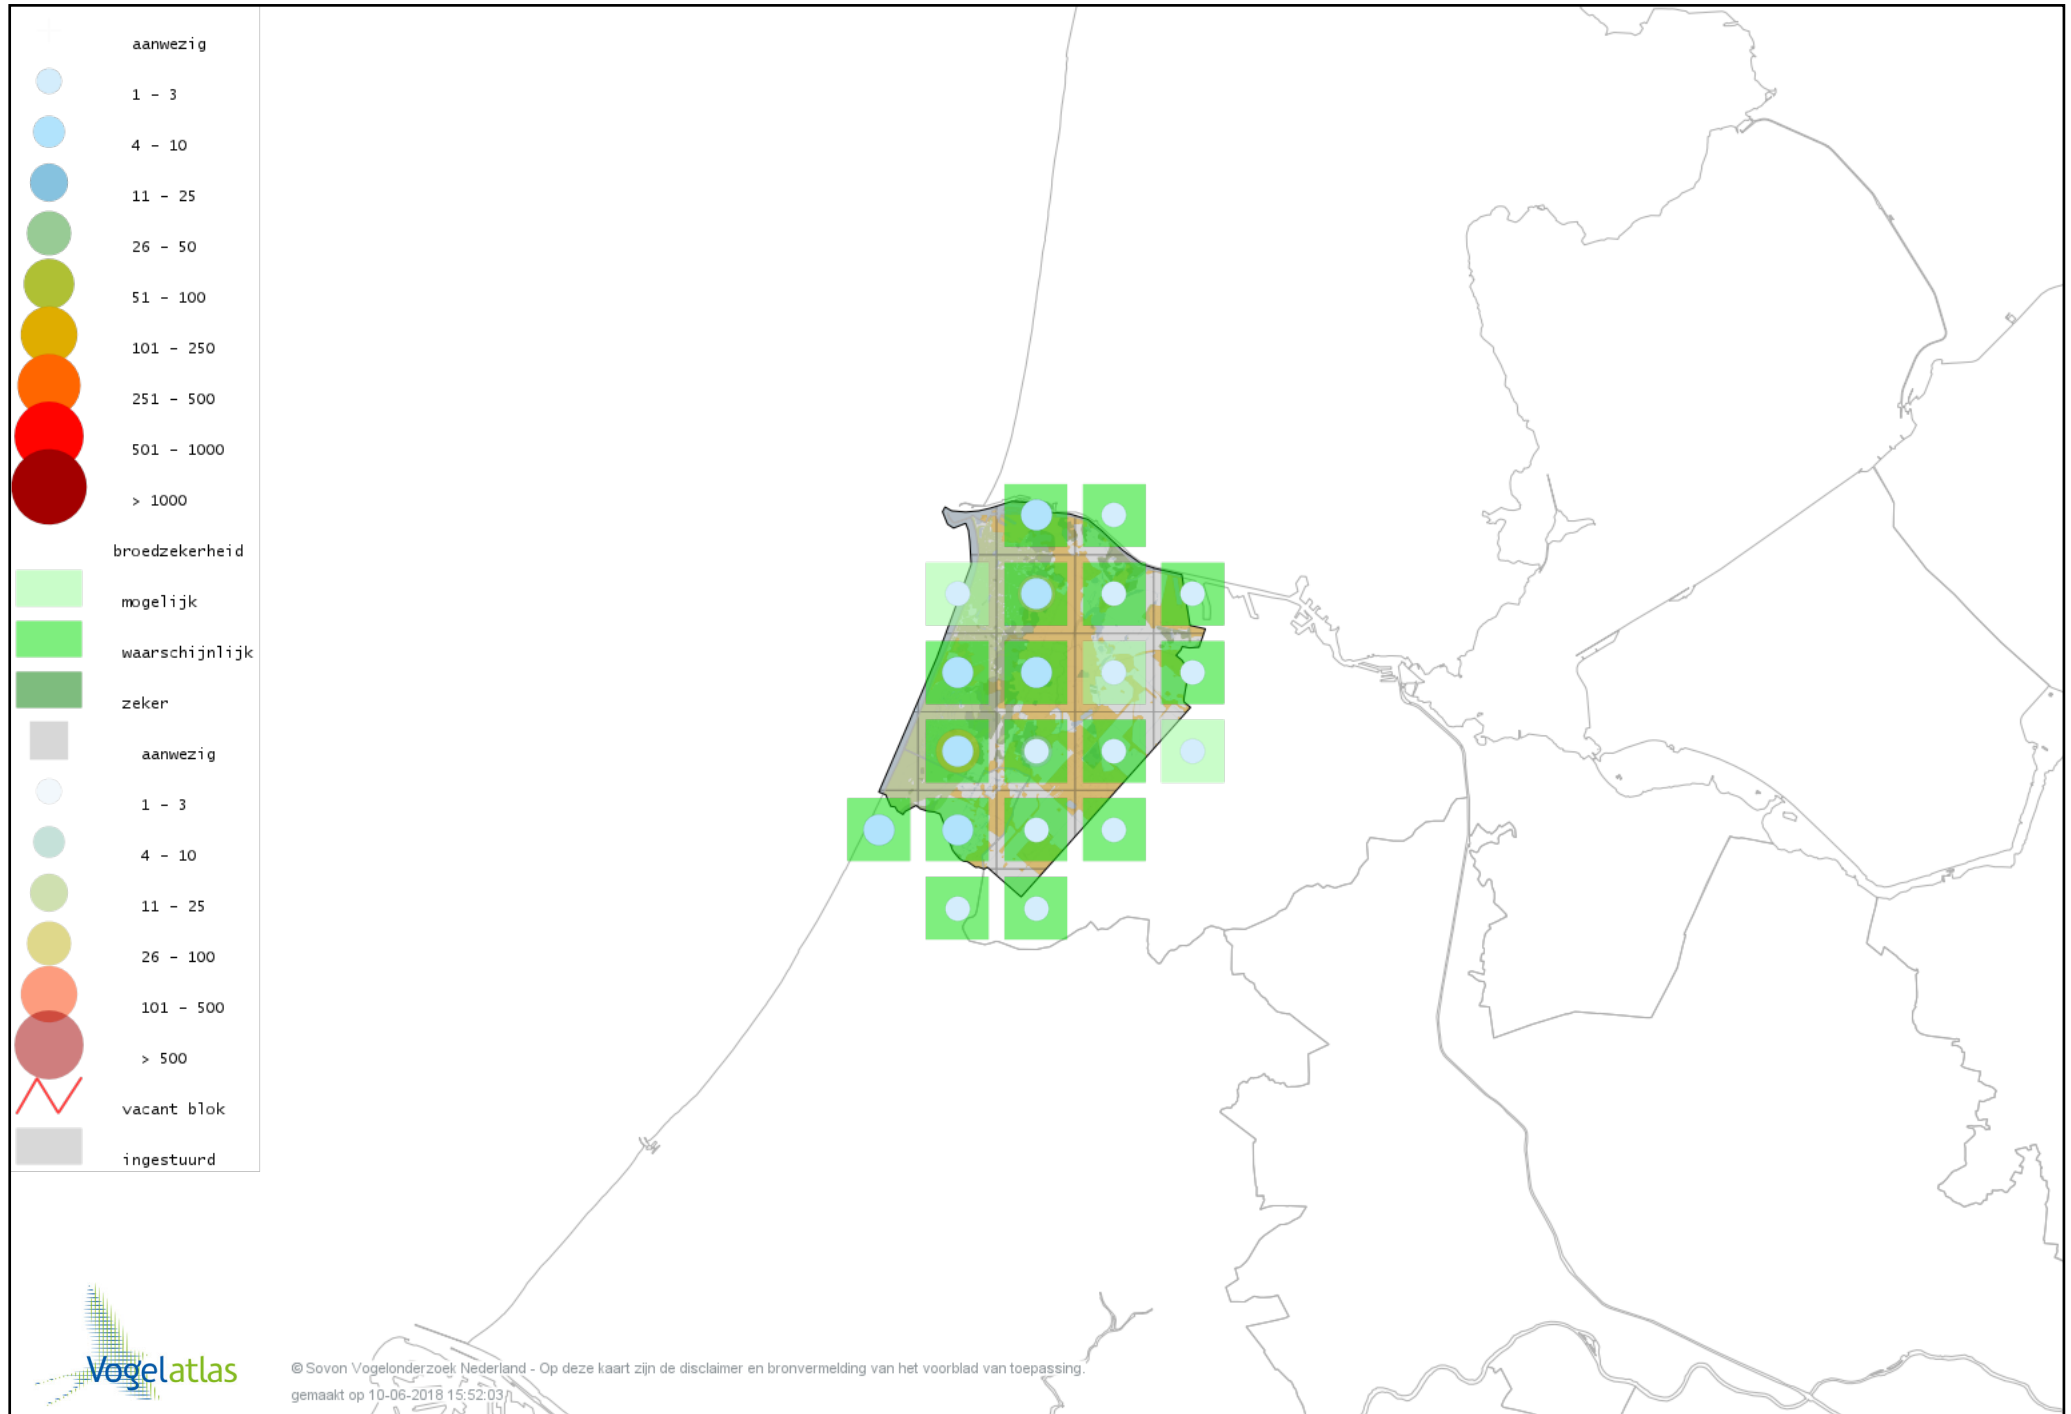 aanwezig
1 - 3
4 - 10
11 - 25
26 - 50
51 - 100
101 - 250
251 - 500
501 - 1000
> 1000
broedzekerheid
mogelijk
waarschijnlijk
zeker
aanwezig
1 - 3
4 - 10
11 - 25
26 - 100
101 - 500
> 500
vacant blok
ingestuurd
Vogelatlas
© Sovon Vogelonderzoek Nederland - Op deze kaart zijn de disclaimer en bronvermelding van het voorblad van toepassing.
gemaakt op 10-06-2018 15:52:03